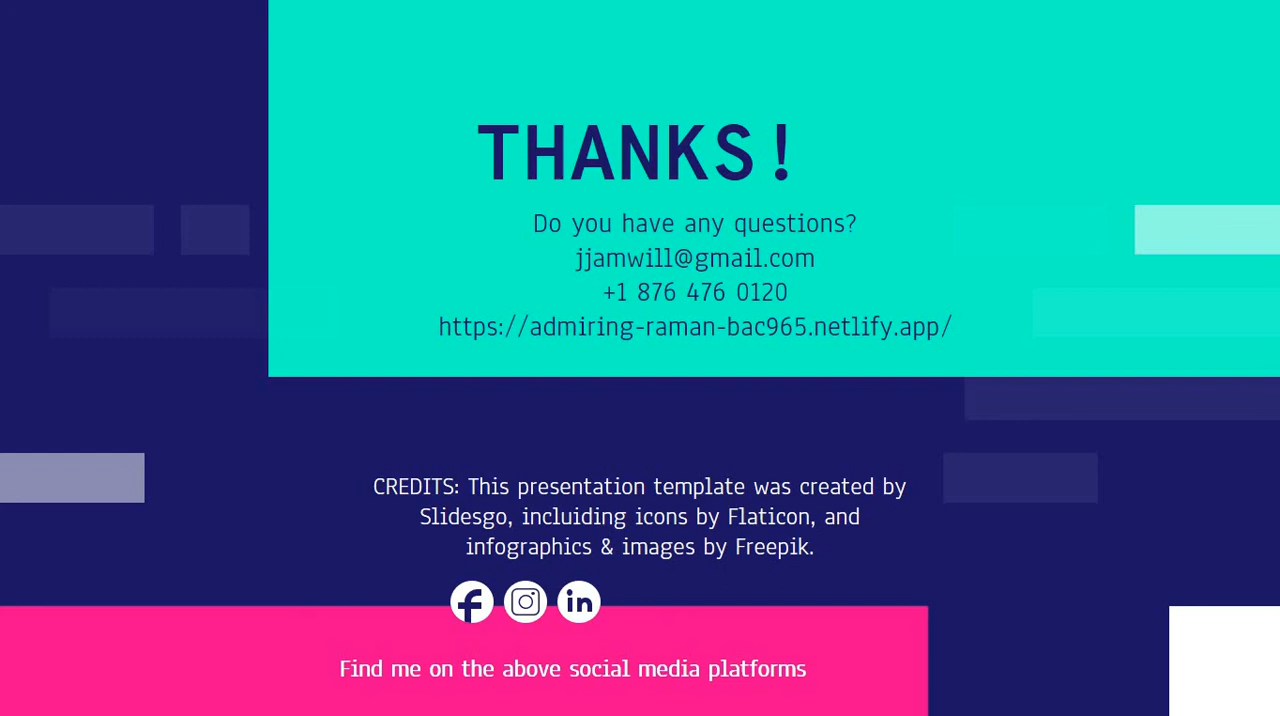 THANKS!
Do you have any questions?
jjamwill@gmail.com
+1 876 476 0120
https://admiring-raman-bac965.netlify.app/
CREDITS: This presentation template was created by
Slidesgo, incluiding icons by Flaticon, and
infographics & images by Freepik.
in
Find me on the above social media platforms